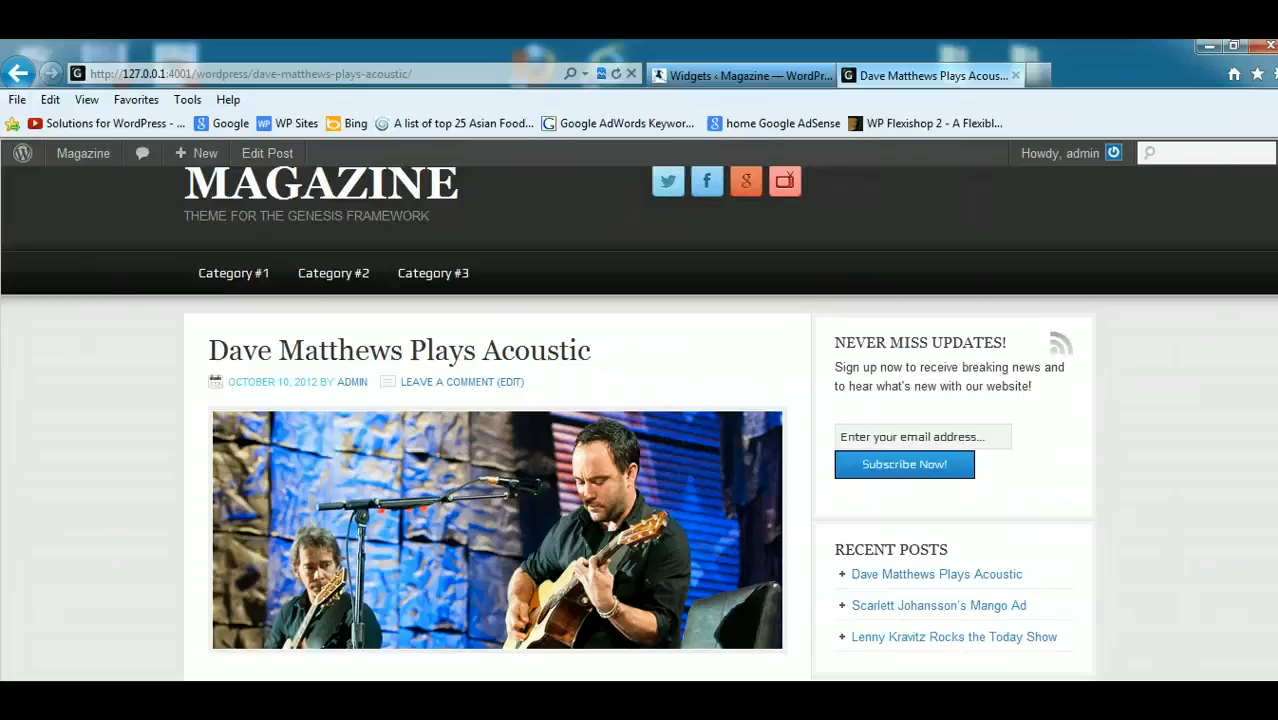 http://127.0.0.1:4001/wordpress/dave-matthews-plays-acoustic/
Widgets ‹ Magazine — WordPr...
Dave Matthews Plays Acous...
File Edit View Favorites Tools Help
Solutions for WordPress - ... Google WP Sites Bing A list of top 25 Asian Food... Google AdWords Keywor... home Google AdSense WP Flexishop 2 - A Flexibl...
Magazine + New Edit Post Howdy, admin
MAGAZINE
THEME FOR THE GENESIS FRAMEWORK
Category #1 Category #2 Category #3
Dave Matthews Plays Acoustic
OCTOBER 10, 2012 BY ADMIN LEAVE A COMMENT (EDIT)
NEVER MISS UPDATES!
Sign up now to receive breaking news and
to hear what's new with our website!
Enter your email address...
Subscribe Now!
RECENT POSTS
Dave Matthews Plays Acoustic
Scarlett Johansson's Mango Ad
Lenny Kravitz Rocks the Today Show